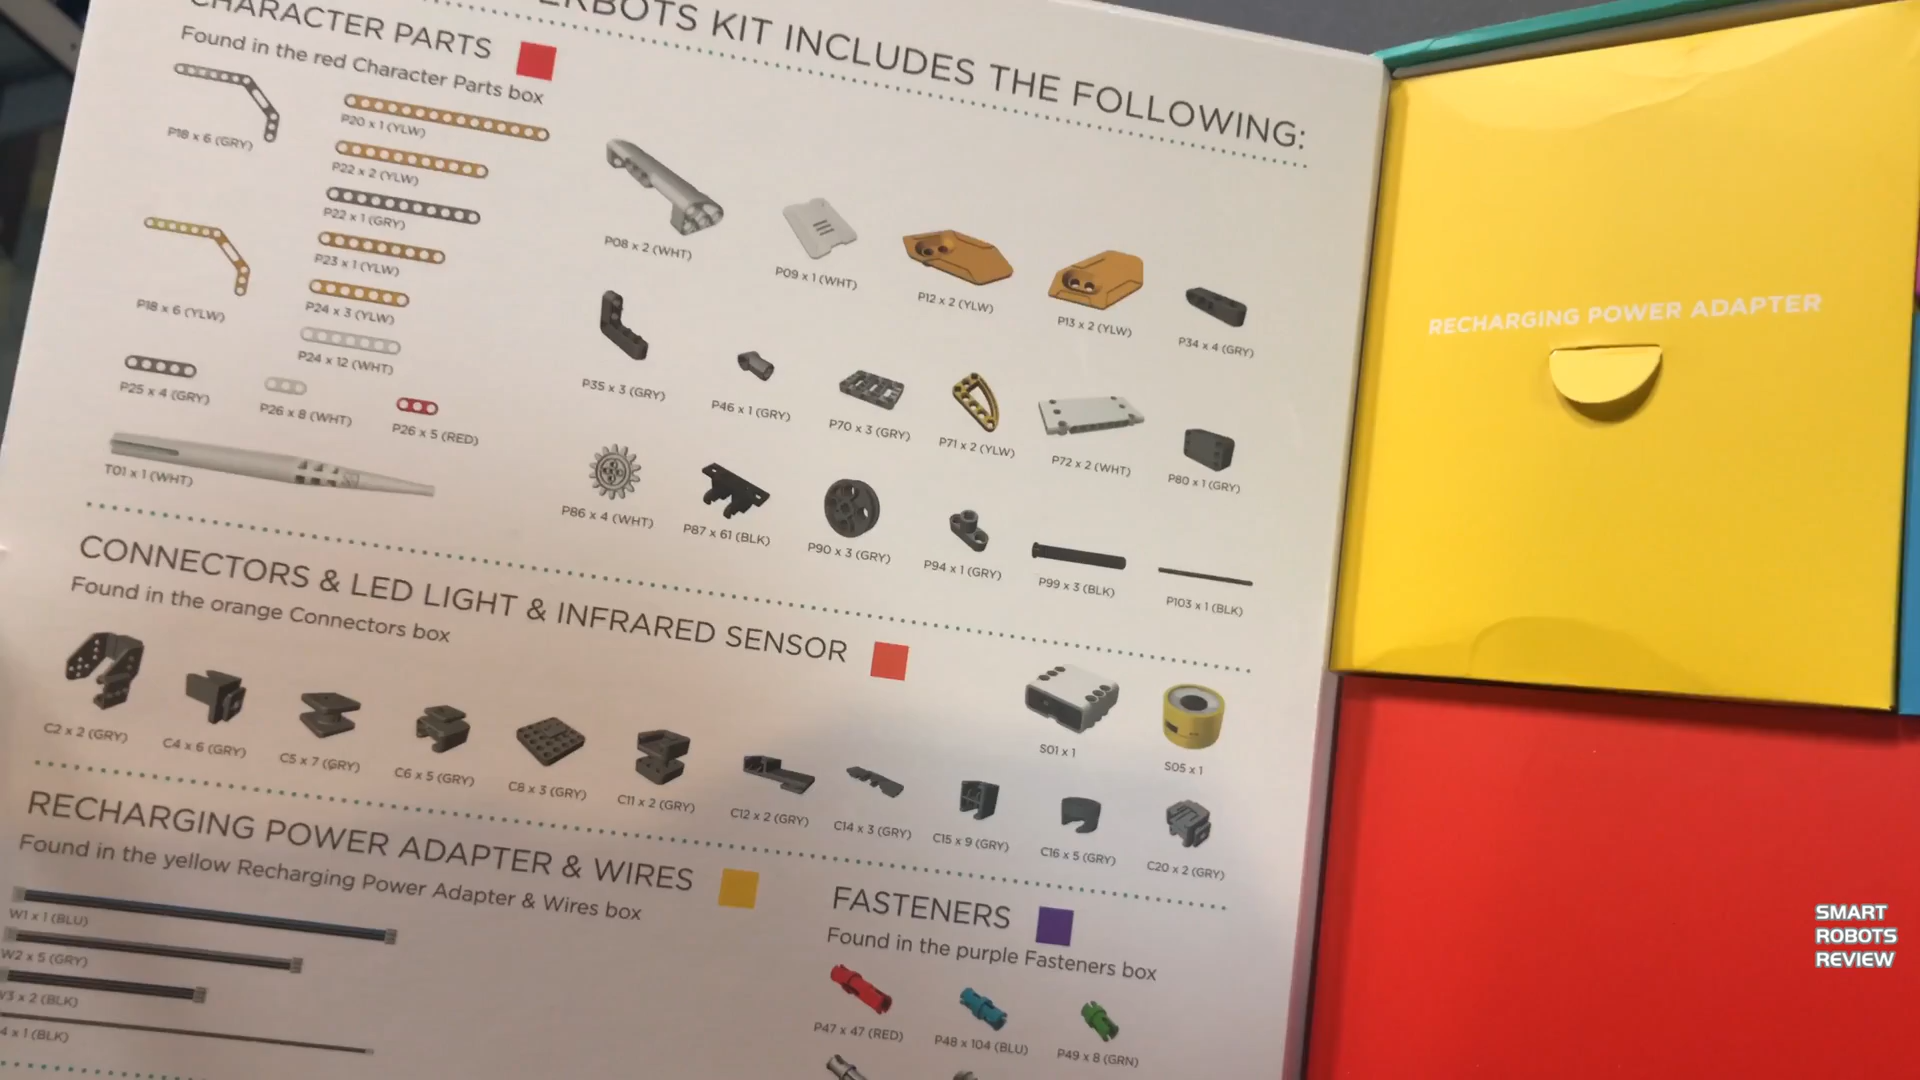 KIT INCLUDES THE FOLLOWING:
CHARACTER PARTS
Found in the red Character Parts box
P18 x 6 (GRY)
P20 x 1 (YLW)
P22 x 2 (YLW)
P22 x 1 (GRY)
P23 x 1 (YLW)
P18 x 6 (YLW)
P24 x 3 (YLW)
P24 x 12 (WHT)
P25 x 4 (GRY)
P26 x 8 (WHT)
P26 x 5 (RED)
T01 x 1 (WHT)
P08 x 2 (WHT)
P09 x 1 (WHT)
P12 x 2 (YLW)
P13 x 2 (YLW)
P34 x 4 (GRY)
P35 x 3 (GRY)
P46 x 1 (GRY)
P70 x 3 (GRY)
P71 x 2 (YLW)
P72 x 2 (WHT)
P80 x 1 (GRY)
P86 x 4 (WHT)
P87 x 61 (BLK)
P90 x 3 (GRY)
P94 x 1 (GRY)
P99 x 3 (BLK)
P103 x 1 (BLK)
CONNECTORS & LED LIGHT & INFRARED SENSOR
Found in the orange Connectors box
C2 x 2 (GRY)
C4 x 6 (GRY)
C5 x 7 (GRY)
C6 x 5 (GRY)
C8 x 3 (GRY)
C11 x 2 (GRY)
C12 x 2 (GRY)
C14 x 3 (GRY)
C15 x 9 (GRY)
C16 x 5 (GRY)
C20 x 2 (GRY)
S01 x 1
S05 x 1
RECHARGING POWER ADAPTER & WIRES
Found in the yellow Recharging Power Adapter & Wires box
W1 x 1 (BLU)
W2 x 5 (GRY)
x 2 (BLK)
4 x 1 (BLK)
FASTENERS
Found in the purple Fasteners box
P47 x 47 (RED)
P48 x 104 (BLU)
P49 x 8 (GRN)
RECHARGING POWER ADAPTER
SMART
ROBOTS
REVIEW